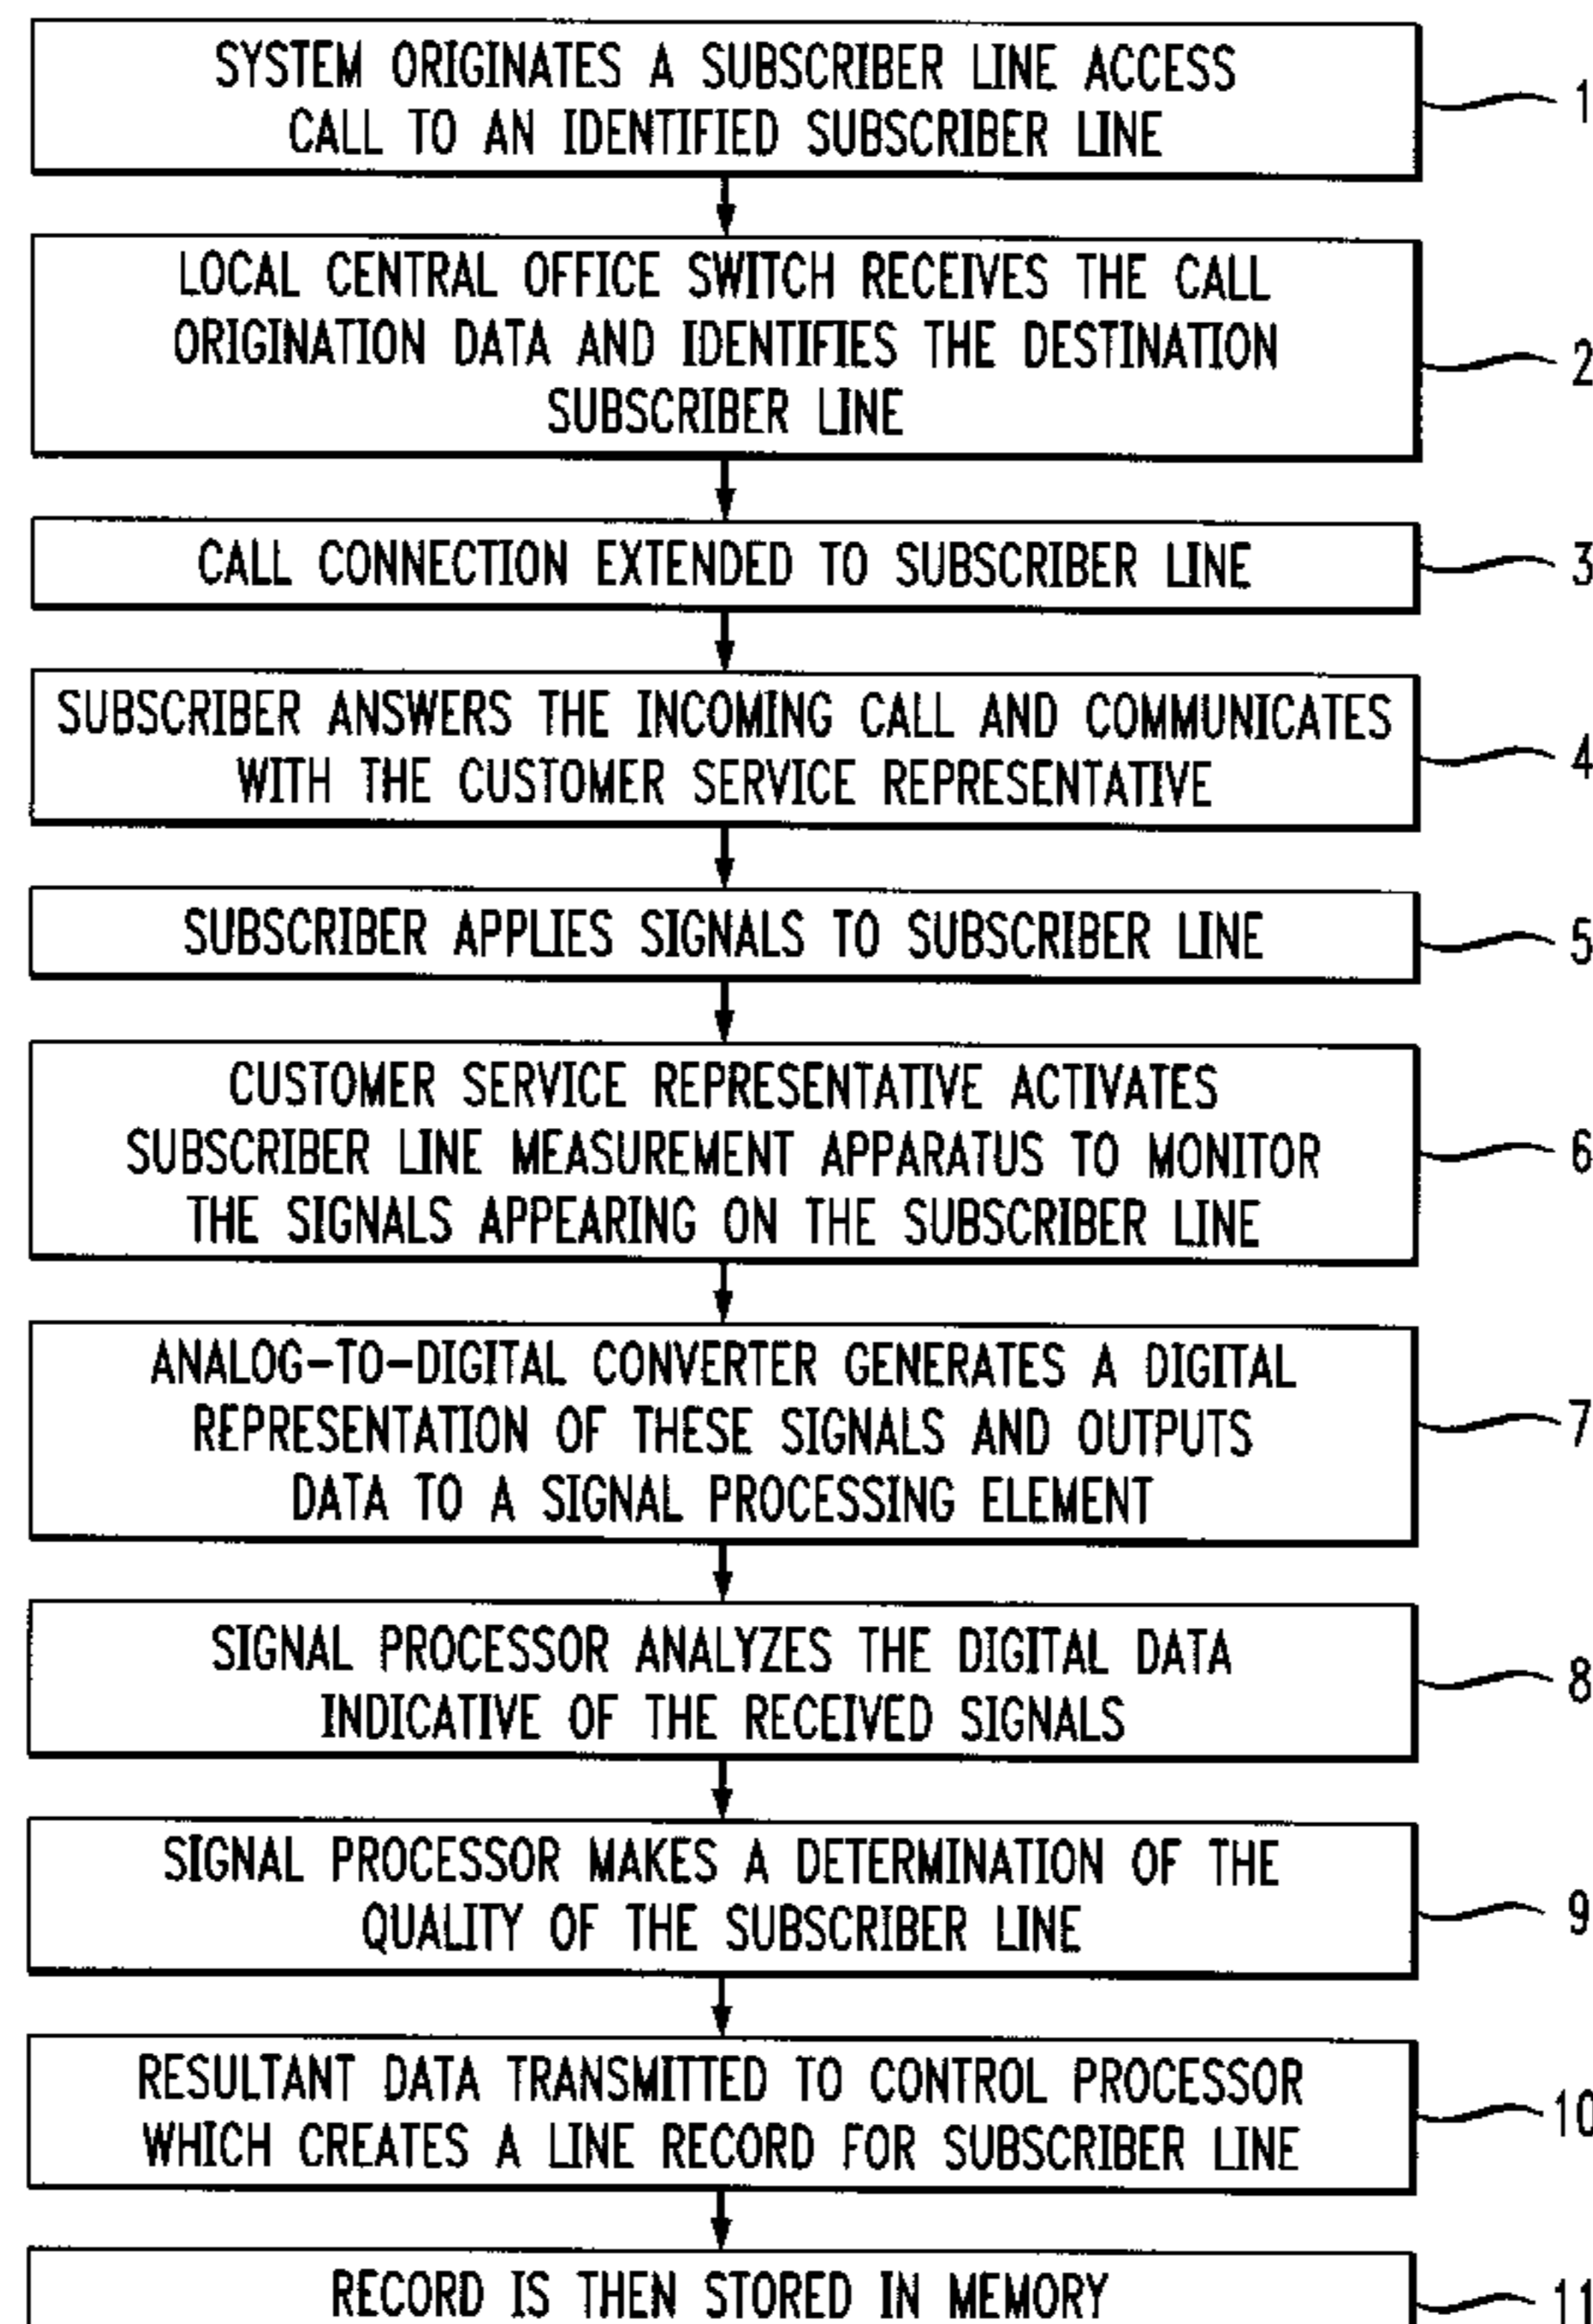 SYSTEM ORIGINATES A SUBSCRIBER LINE ACCESS
CALL TO AN IDENTIFIED SUBSCRIBER LINE
1
LOCAL CENTRAL OFFICE SWITCH RECEIVES THE CALL
ORIGINATION DATA AND IDENTIFIES THE DESTINATION
SUBSCRIBER LINE
2
CALL CONNECTION EXTENDED TO SUBSCRIBER LINE
3
SUBSCRIBER ANSWERS THE INCOMING CALL AND COMMUNICATES
WITH THE CUSTOMER SERVICE REPRESENTATIVE
4
SUBSCRIBER APPLIES SIGNALS TO SUBSCRIBER LINE
5
CUSTOMER SERVICE REPRESENTATIVE ACTIVATES
SUBSCRIBER LINE MEASUREMENT APPARATUS TO MONITOR
THE SIGNALS APPEARING ON THE SUBSCRIBER LINE
6
ANALOG-TO-DIGITAL CONVERTER GENERATES A DIGITAL
REPRESENTATION OF THESE SIGNALS AND OUTPUTS
DATA TO A SIGNAL PROCESSING ELEMENT
7
SIGNAL PROCESSOR ANALYZES THE DIGITAL DATA
INDICATIVE OF THE RECEIVED SIGNALS
8
SIGNAL PROCESSOR MAKES A DETERMINATION OF THE
QUALITY OF THE SUBSCRIBER LINE
9
RESULTANT DATA TRANSMITTED TO CONTROL PROCESSOR
WHICH CREATES A LINE RECORD FOR SUBSCRIBER LINE
10
RECORD IS THEN STORED IN MEMORY
11